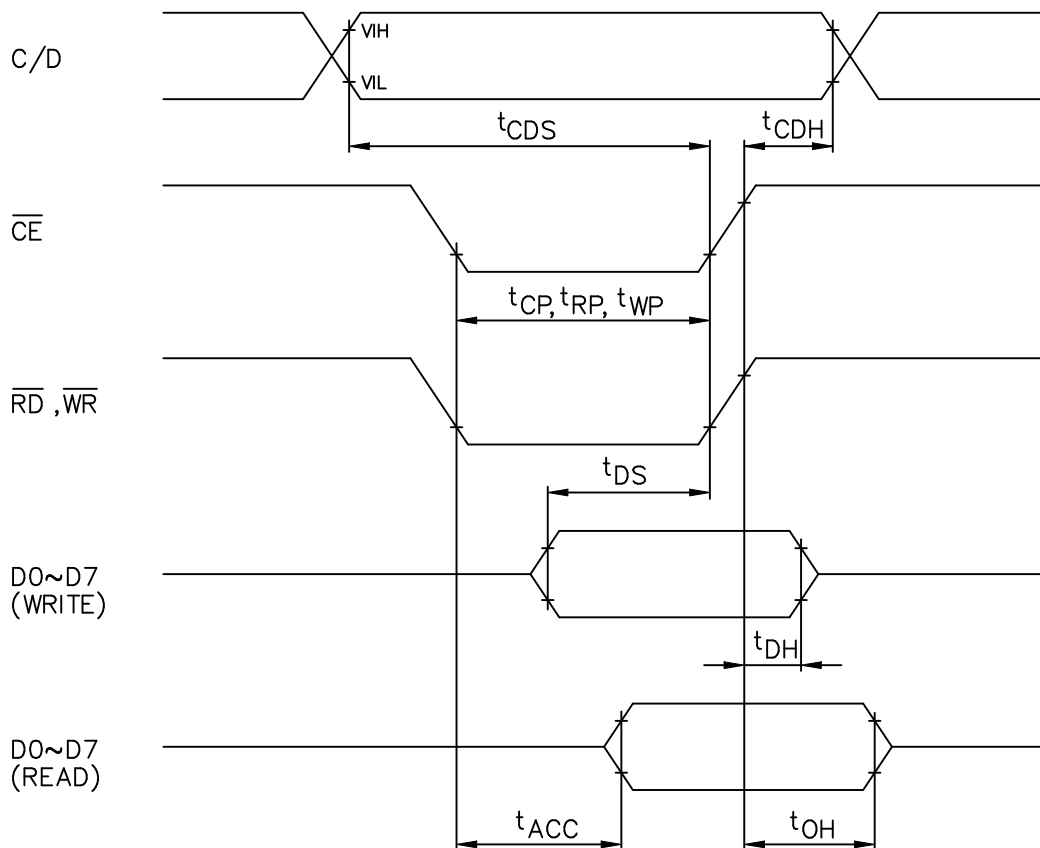 C/D
VIH
VIL
tCDS
tCDH
CE
tCP, tRP, tWP
RD ,WR
tDS
D0~D7
(WRITE)
tDH
D0~D7
(READ)
tACC
tOH